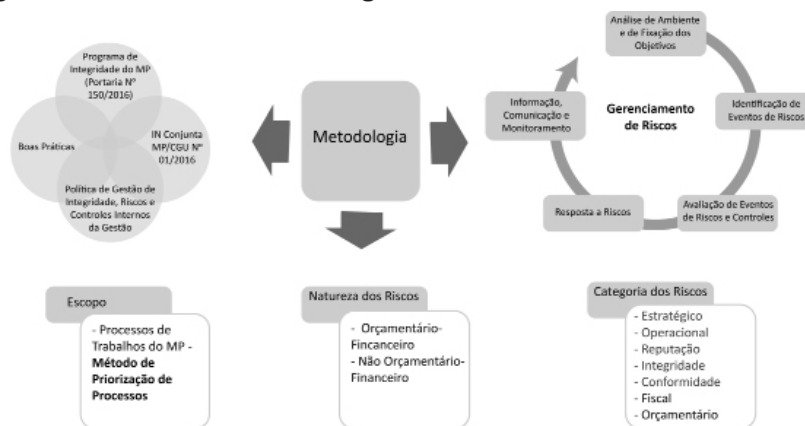 Programa de
Integridade do MP
(Portaria N°
150/2016)
Boas Práticas
IN Conjunta
MP/CGU N°
01/2016
Política de Gestão de
Integridade, Riscos e
Controles Internos
da Gestão
Metodologia
Análise de Ambiente
e de Fixação dos
Objetivos
Informação,
Comunicação e
Monitoramento
Gerenciamento
de Riscos
Identificação de
Eventos de Riscos
Resposta a Riscos
Avaliação de Eventos
de Riscos e Controles
Escopo
- Processos de
Trabalhos do MP -
Método de
Priorização de
Processos
Natureza dos Riscos
- Orçamentário-
Fincanceiro
- Não Orçamentário-
Financeiro
Categoria dos Riscos
- Estratégico
- Operacional
- Reputação
- Integridade
- Conformidade
- Fiscal
- Orçamentário